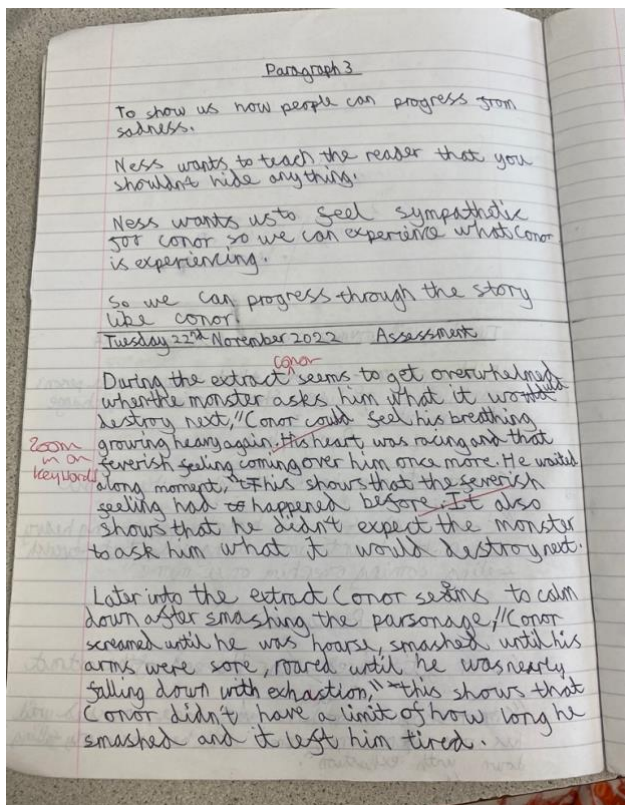 Paragraph 3
To show us how people can progress from
sadness.
Ness wants to teach the reader that you
shouldn't hide anything.
Ness wants us to feel sympathetic
for conor so we can experience what conor
is experiencing.
So we can progress through the story
like conor.
Tuesday 22nd November 2022 Assessment
conor
During the extract seems to get overwhelmed
when the monster asks him what it would
destroy next, "Conor could feel his breathing
growing heavy again. His heart was racing and that
Zoom
in on
keywords
feverish feeling coming over him once more. He waited
a long moment," This shows that the feverish
feeling had happened before. It also
shows that he didn't expect the monster
to ask him what it would destroy next.
Later into the extract Conor seems to calm
down after smashing the parsonage, "Conor
screamed until he was hoarse, smashed until his
arms were sore, roared until he was nearly
falling down with exhastion," this shows that
Conor didn't have a limit of how long he
smashed and it left him tired.